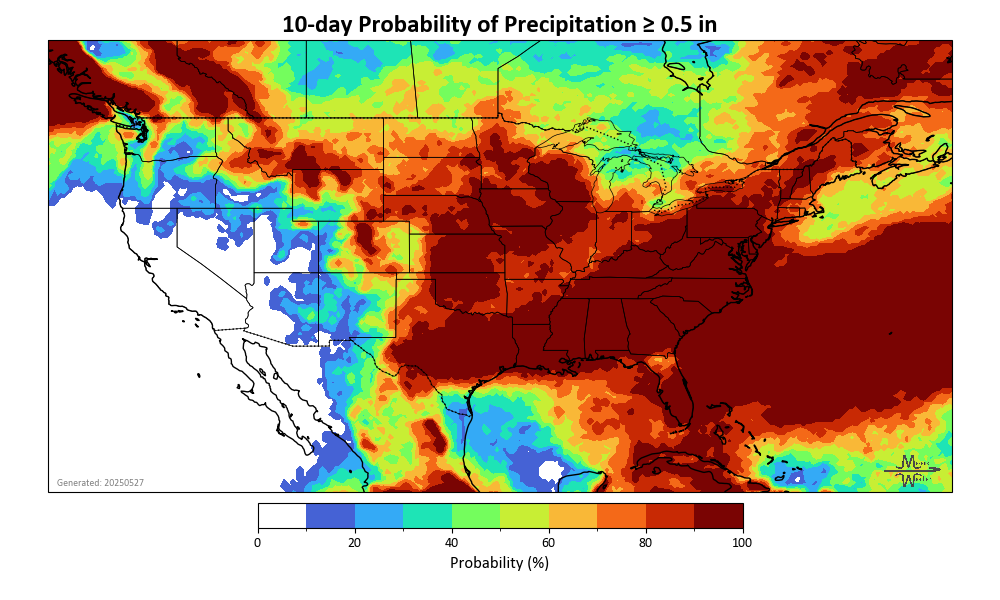 10-day Probability of Precipitation ≥ 0.5 in
Generated: 20250527
0 20 40 60 80 100
Probability (%)